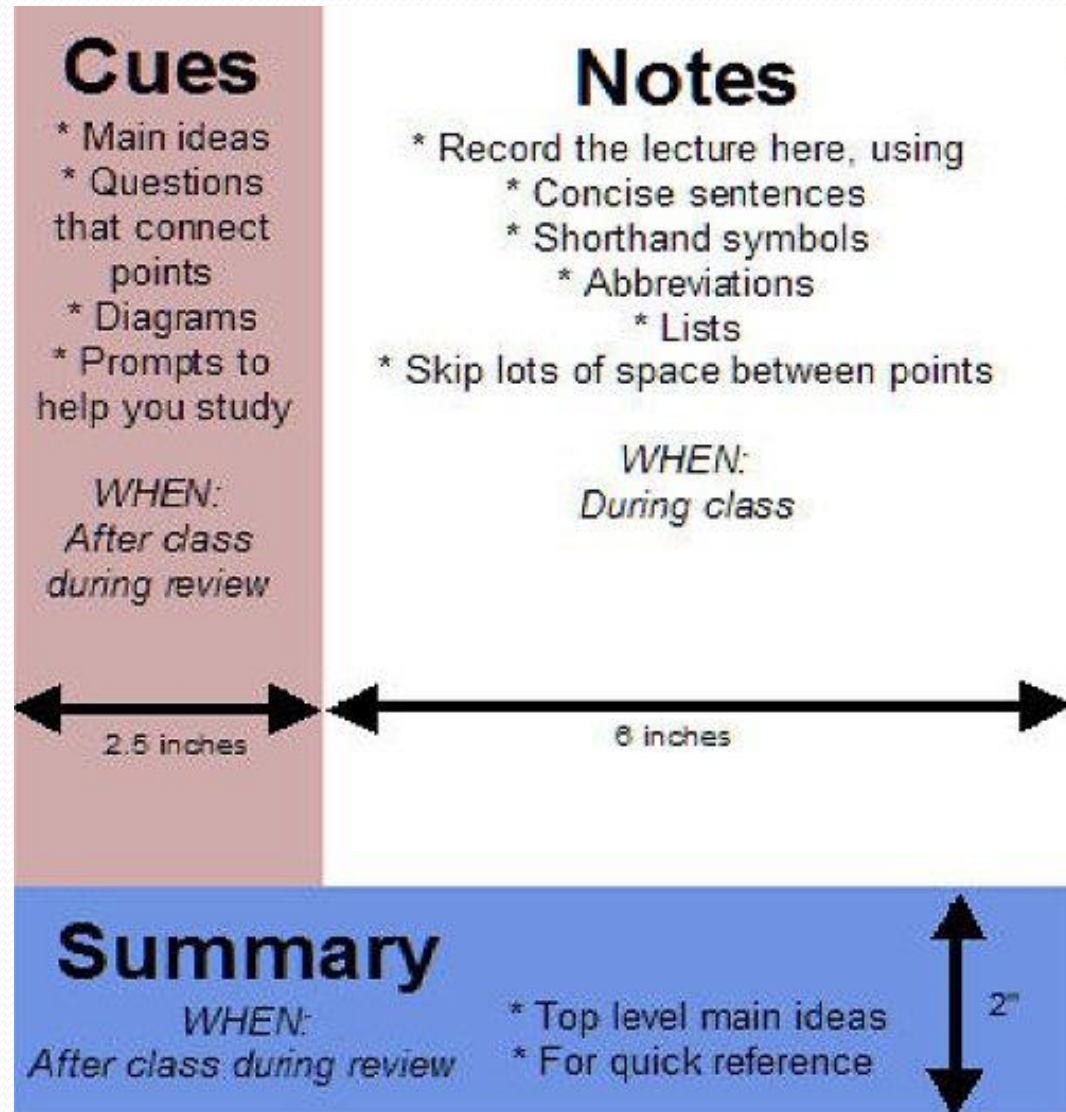 Cues
* Main ideas
* Questions
that connect
points
* Diagrams
* Prompts to
help you study
WHEN:
After class
during review
2.5 inches
Notes
* Record the lecture here, using
* Concise sentences
* Shorthand symbols
* Abbreviations
* Lists
* Skip lots of space between points
WHEN:
During class
6 inches
Summary
WHEN:
After class during review
* Top level main ideas
* For quick reference
2"